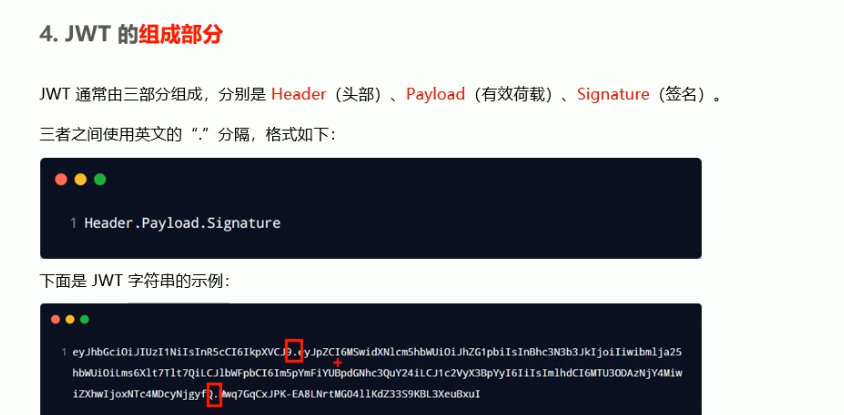 4. JWT 的组成部分
JWT 通常由三部分组成，分别是 Header（头部）、Payload（有效荷载）、Signature（签名）。
三者之间使用英文的“.”分隔，格式如下：
1 Header.Payload.Signature
下面是 JWT 字符串的示例：
1 eyJhbGciOiJIUzI1NiIsInR5cCI6IkpXVCJ9.eyJpZCI6MSwidXNlcm5hbWUiOiJhZG1pbiIsInBhc3N3b3JkIjoiIiwibmlja25
hbWUiOiLms6Xlt7Tlt7QiLCJlbWFpbCI6Im5pYmFiYUBpdGNhc3QuY24iLCJ1c2VyX3BpYyI6IiIsImlhdCI6MTU3ODAzNjY4Miwi
ZXhwIjoxNTc4MDcyNjgyfQ.Mwq7GqCxJPK-EA8LNrtMG04llKdZ33S9KBL3XeuBxuI